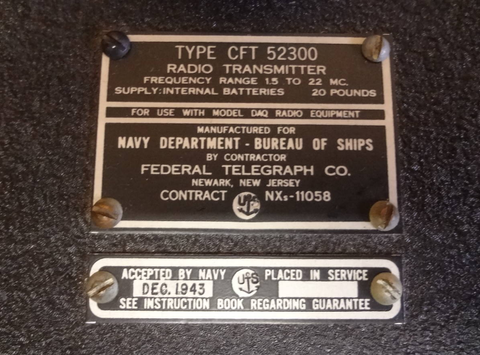 TYPE CFT 52300
RADIO TRANSMITTER
FREQUENCY RANGE 1.5 TO 22 MC.
SUPPLY: INTERNAL BATTERIES 20 POUNDS
FOR USE WITH MODEL DAQ RADIO EQUIPMENT
MANUFACTURED FOR
NAVY DEPARTMENT - BUREAU OF SHIPS
BY CONTRACTOR
FEDERAL TELEGRAPH CO.
NEWARK, NEW JERSEY
CONTRACT NXs-11058
ACCEPTED BY NAVY UTS PLACED IN SERVICE
DEC. 1943
SEE INSTRUCTION BOOK REGARDING GUARANTEE